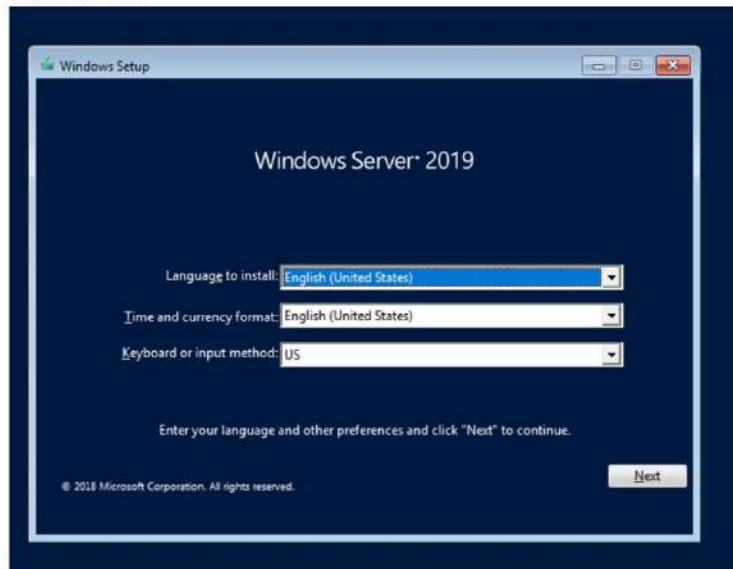 Windows Setup
Windows Server 2019
Language to install: English (United States)
Time and currency format: English (United States)
Keyboard or input method: US
Enter your language and other preferences and click "Next" to continue.
Next
© 2018 Microsoft Corporation. All rights reserved.